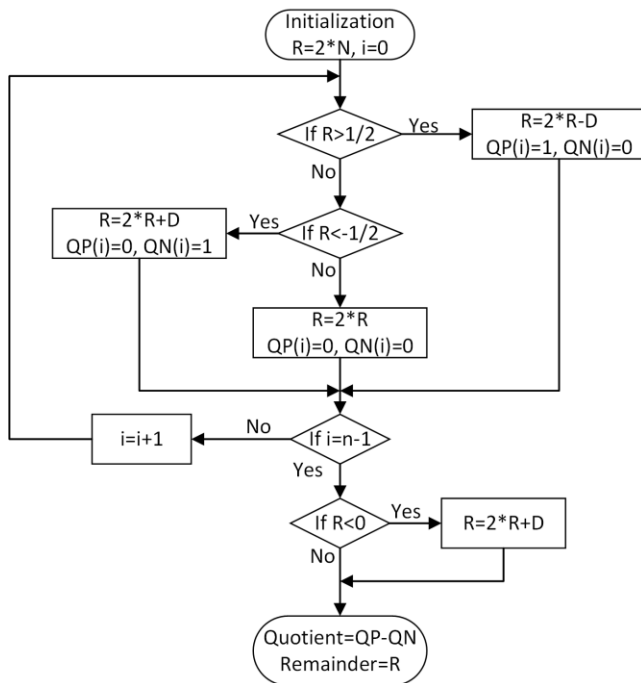 Initialization
R=2*N, i=0
If R>1/2
Yes
R=2*R-D
QP(i)=1, QN(i)=0
No
If R<-1/2
Yes
R=2*R+D
QP(i)=0, QN(i)=1
No
R=2*R
QP(i)=0, QN(i)=0
If i=n-1
No
i=i+1
Yes
If R<0
Yes
R=2*R+D
No
Quotient=QP-QN
Remainder=R